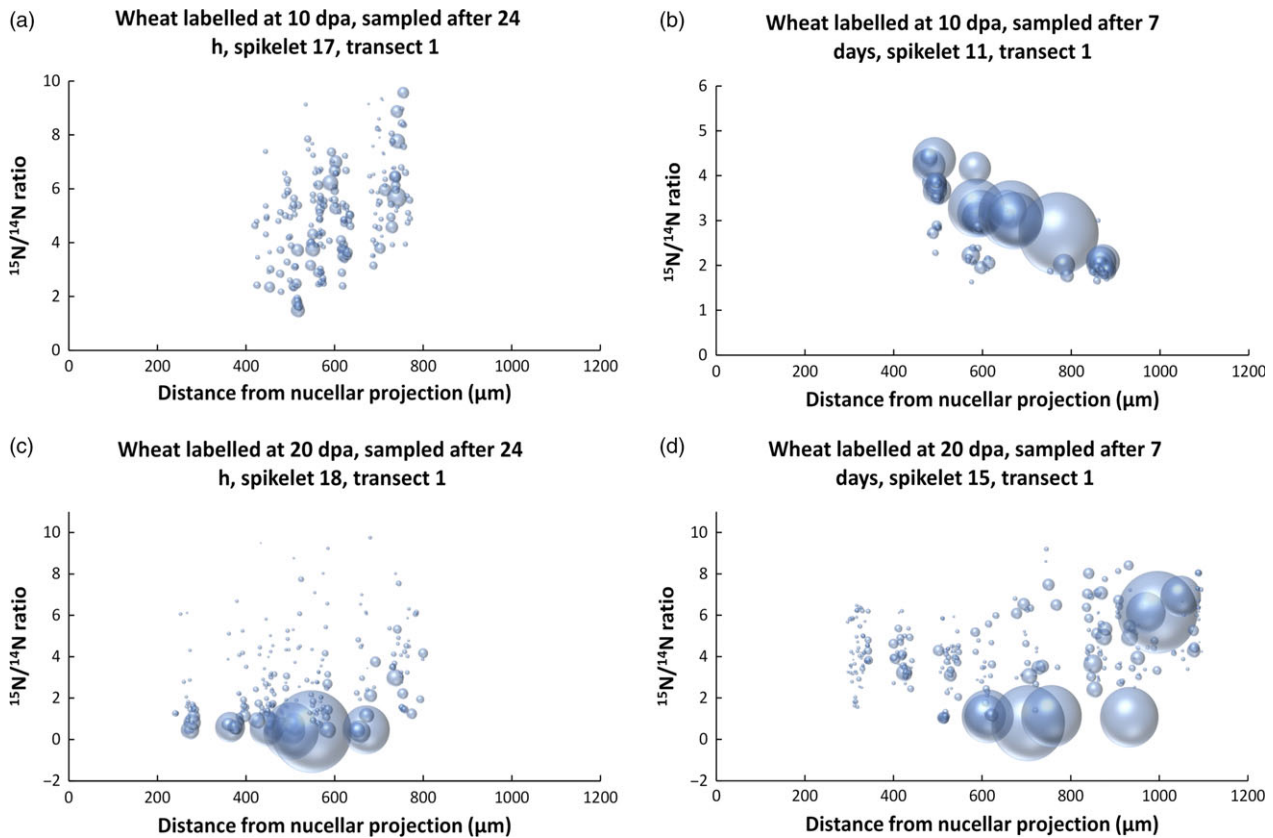 (a)
Wheat labelled at 10 dpa, sampled after 24
h, spikelet 17, transect 1
¹⁵N/¹⁴N ratio
10
8
6
4
2
0
0 200 400 600 800 1000 1200
Distance from nucellar projection (µm)
(b)
Wheat labelled at 10 dpa, sampled after 7
days, spikelet 11, transect 1
¹⁵N/¹⁴N ratio
6
5
4
3
2
1
0
0 200 400 600 800 1000 1200
Distance from nucellar projection (µm)
(c)
Wheat labelled at 20 dpa, sampled after 24
h, spikelet 18, transect 1
¹⁵N/¹⁴N ratio
10
8
6
4
2
0
−2
0 200 400 600 800 1000 1200
Distance from nucellar projection (µm)
(d)
Wheat labelled at 20 dpa, sampled after 7
days, spikelet 15, transect 1
¹⁵N/¹⁴N ratio
10
8
6
4
2
0
−2
0 200 400 600 800 1000 1200
Distance from nucellar projection (µm)